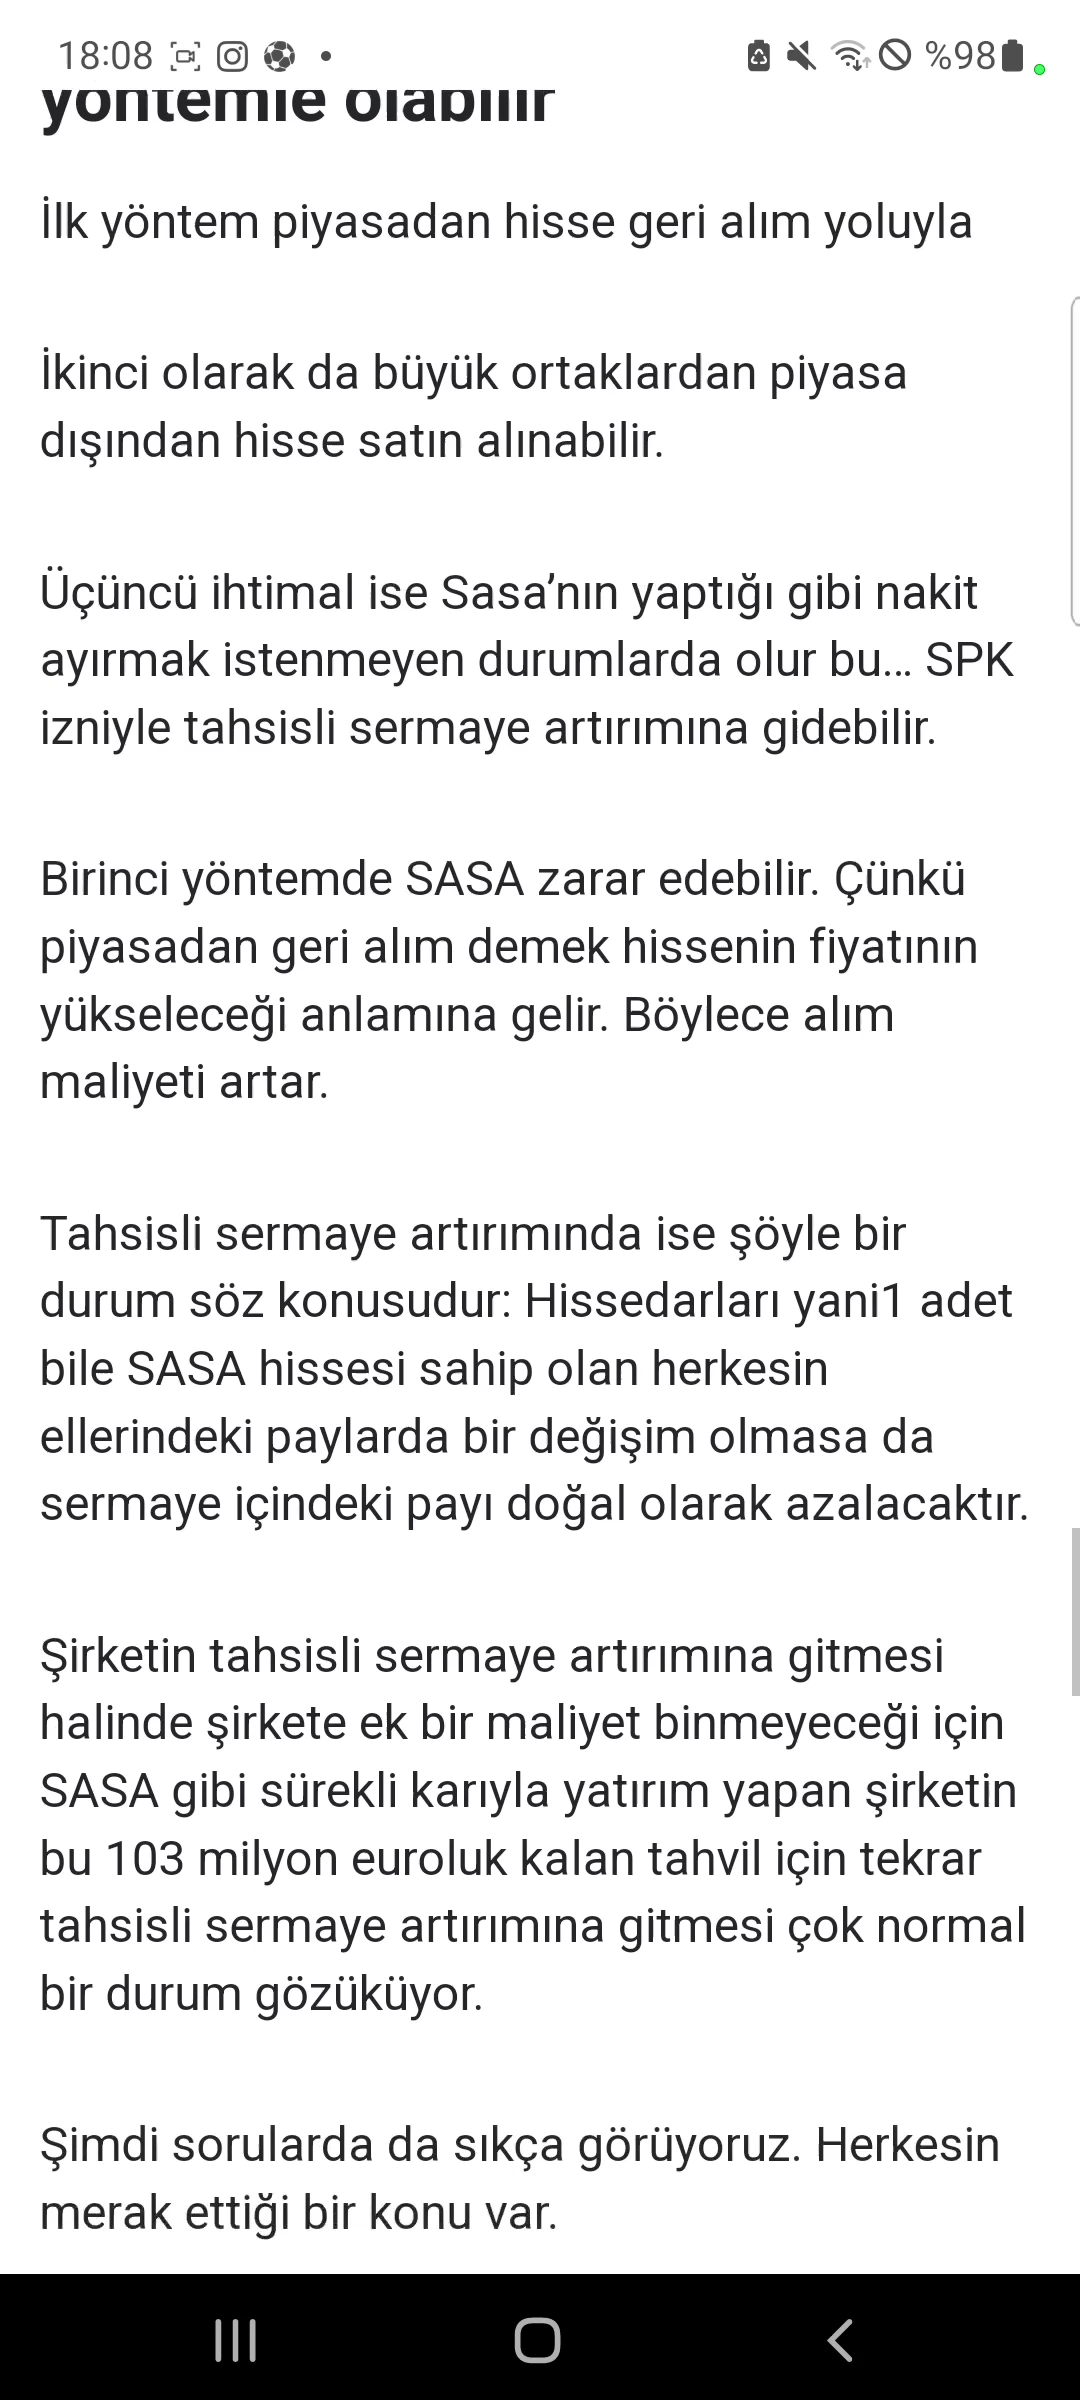 18:08
%98
yöntemle olabilir
İlk yöntem piyasadan hisse geri alım yoluyla
İkinci olarak da büyük ortaklardan piyasa
dışından hisse satın alınabilir.
Üçüncü ihtimal ise Sasa’nın yaptığı gibi nakit
ayırmak istenmeyen durumlarda olur bu... SPK
izniyle tahsisli sermaye artırımına gidebilir.
Birinci yöntemde SASA zarar edebilir. Çünkü
piyasadan geri alım demek hissenin fiyatının
yükseleceği anlamına gelir. Böylece alım
maliyeti artar.
Tahsisli sermaye artırımında ise şöyle bir
durum söz konusudur: Hissedarları yani1 adet
bile SASA hissesi sahip olan herkesin
ellerindeki paylarda bir değişim olmasa da
sermaye içindeki payı doğal olarak azalacaktır.
Şirketin tahsisli sermaye artırımına gitmesi
halinde şirkete ek bir maliyet binmeyeceği için
SASA gibi sürekli karıyla yatırım yapan şirketin
bu 103 milyon euroluk kalan tahvil için tekrar
tahsisli sermaye artırımına gitmesi çok normal
bir durum gözüküyor.
Şimdi sorularda da sıkça görüyoruz. Herkesin
merak ettiği bir konu var.